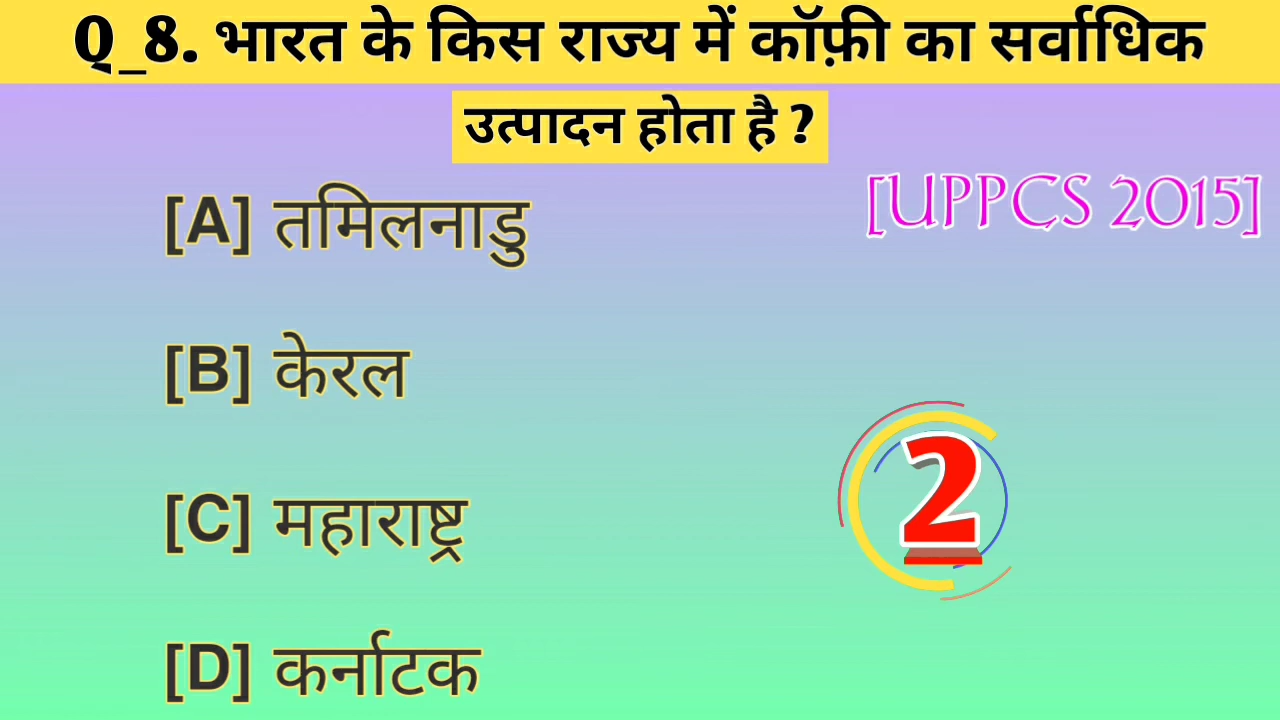 Q_8. भारत के किस राज्य में कॉफ़ी का सर्वाधिक
उत्पादन होता है ?
[UPPCS 2015]
[A] तमिलनाडु
[B] केरल
[C] महाराष्ट्र
2
[D] कर्नाटक